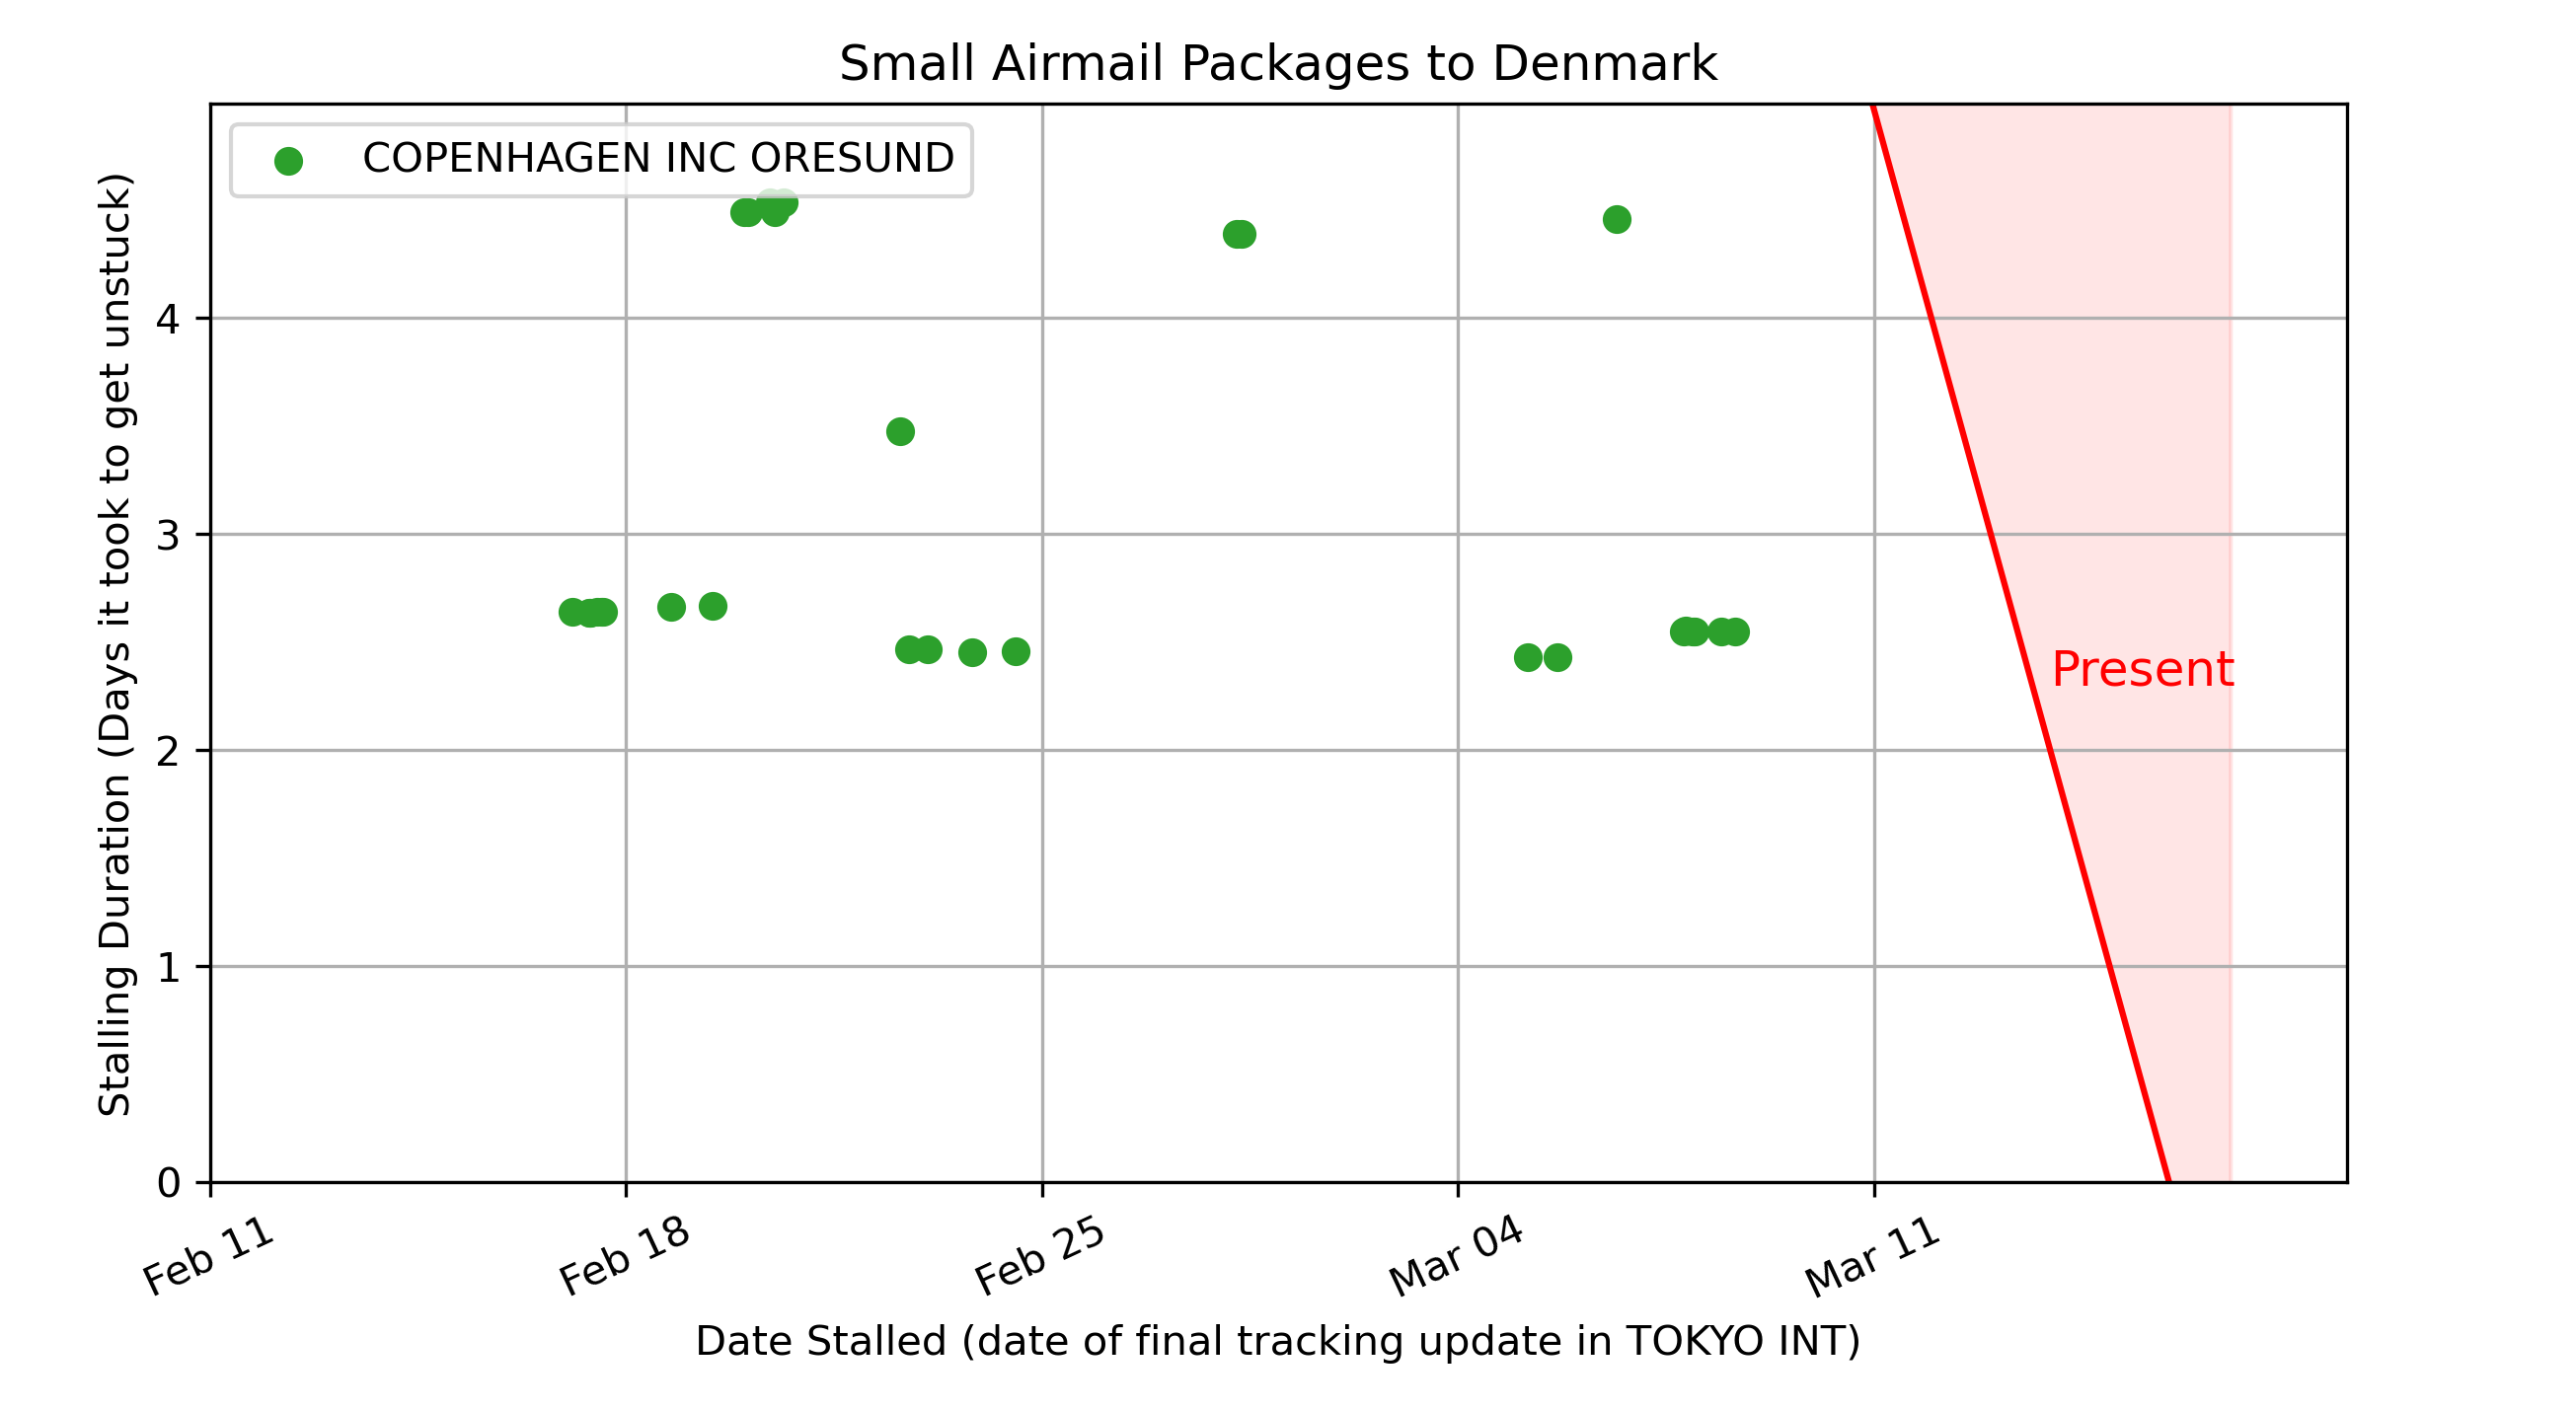 Small Airmail Packages to Denmark
COPENHAGEN INC ORESUND
Stalling Duration (Days it took to get unstuck)
4
3
2
1
0
Present
Feb 11
Feb 18
Feb 25
Mar 04
Mar 11
Date Stalled (date of final tracking update in TOKYO INT)